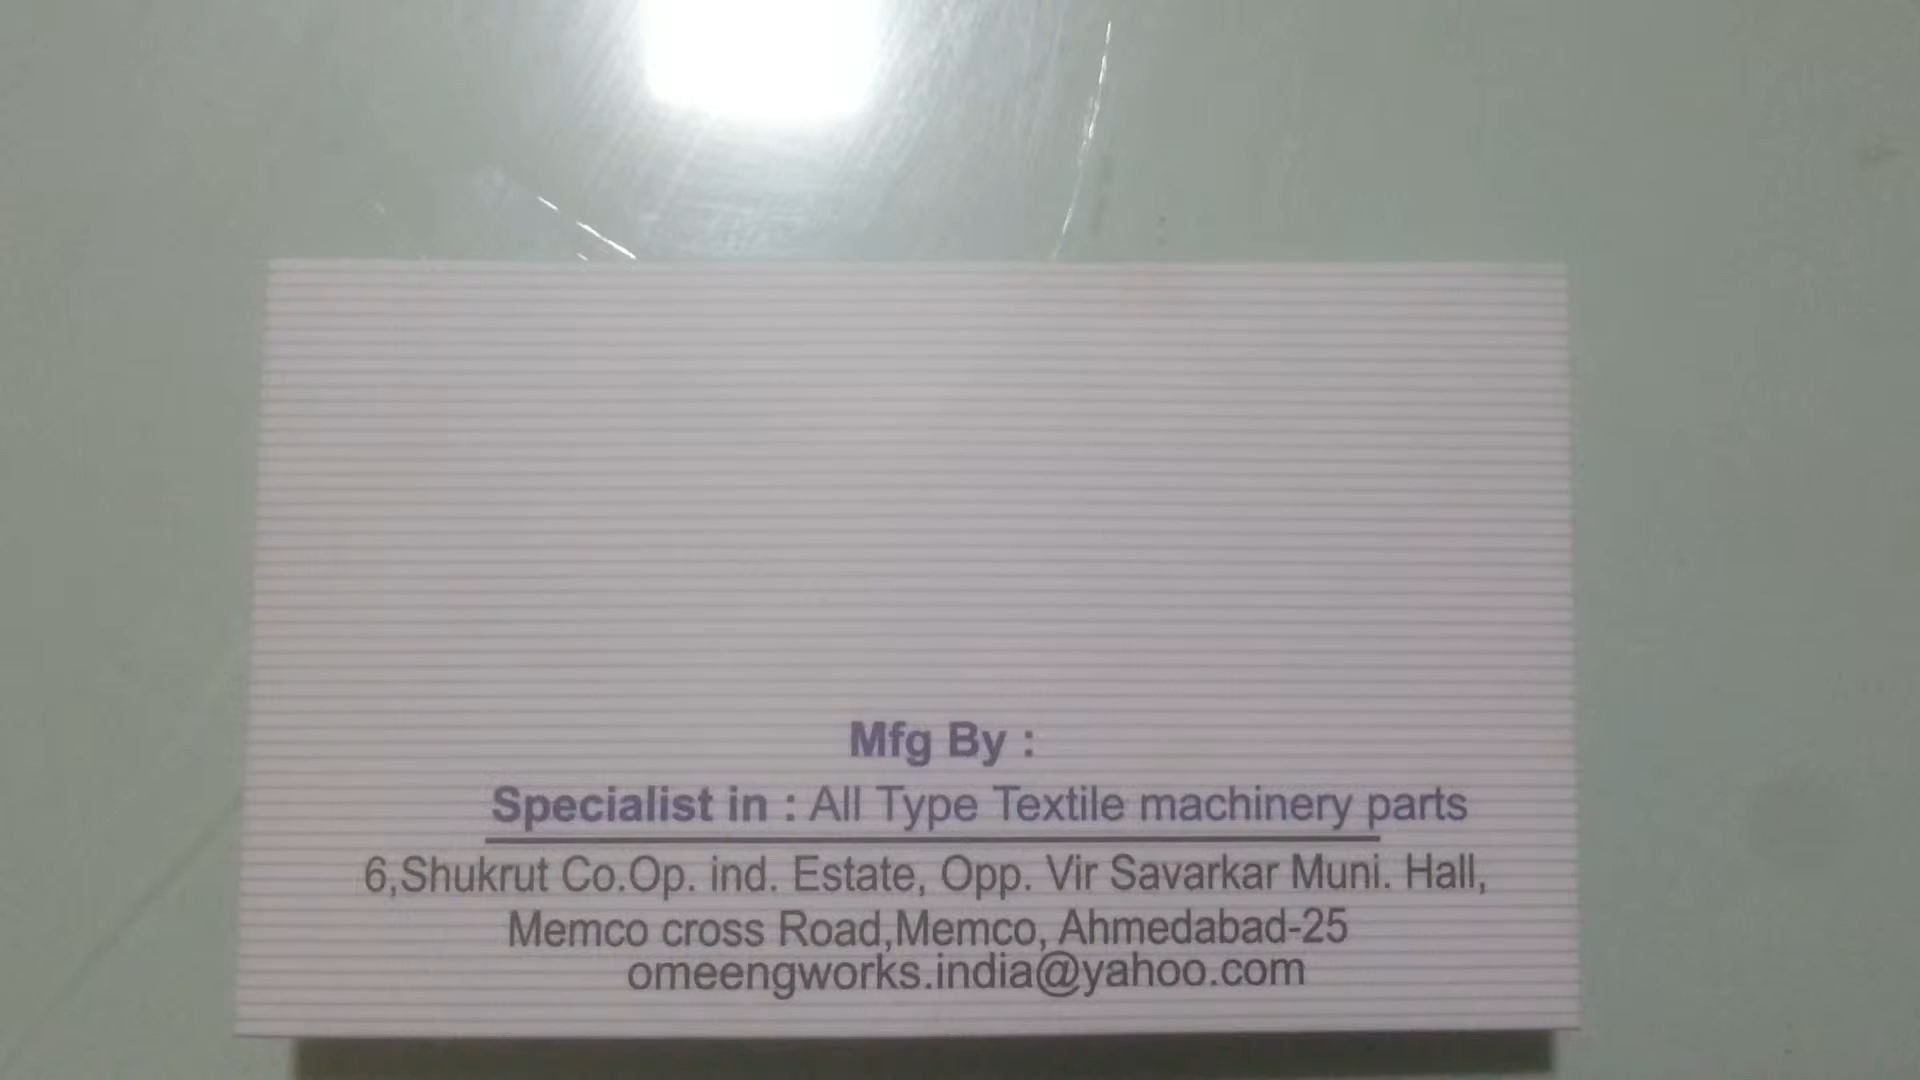 Mfg By :
Specialist in : All Type Textile machinery parts
6,Shukrut Co.Op. ind. Estate, Opp. Vir Savarkar Muni. Hall,
Memco cross Road,Memco, Ahmedabad-25
omeengworks.india@yahoo.com